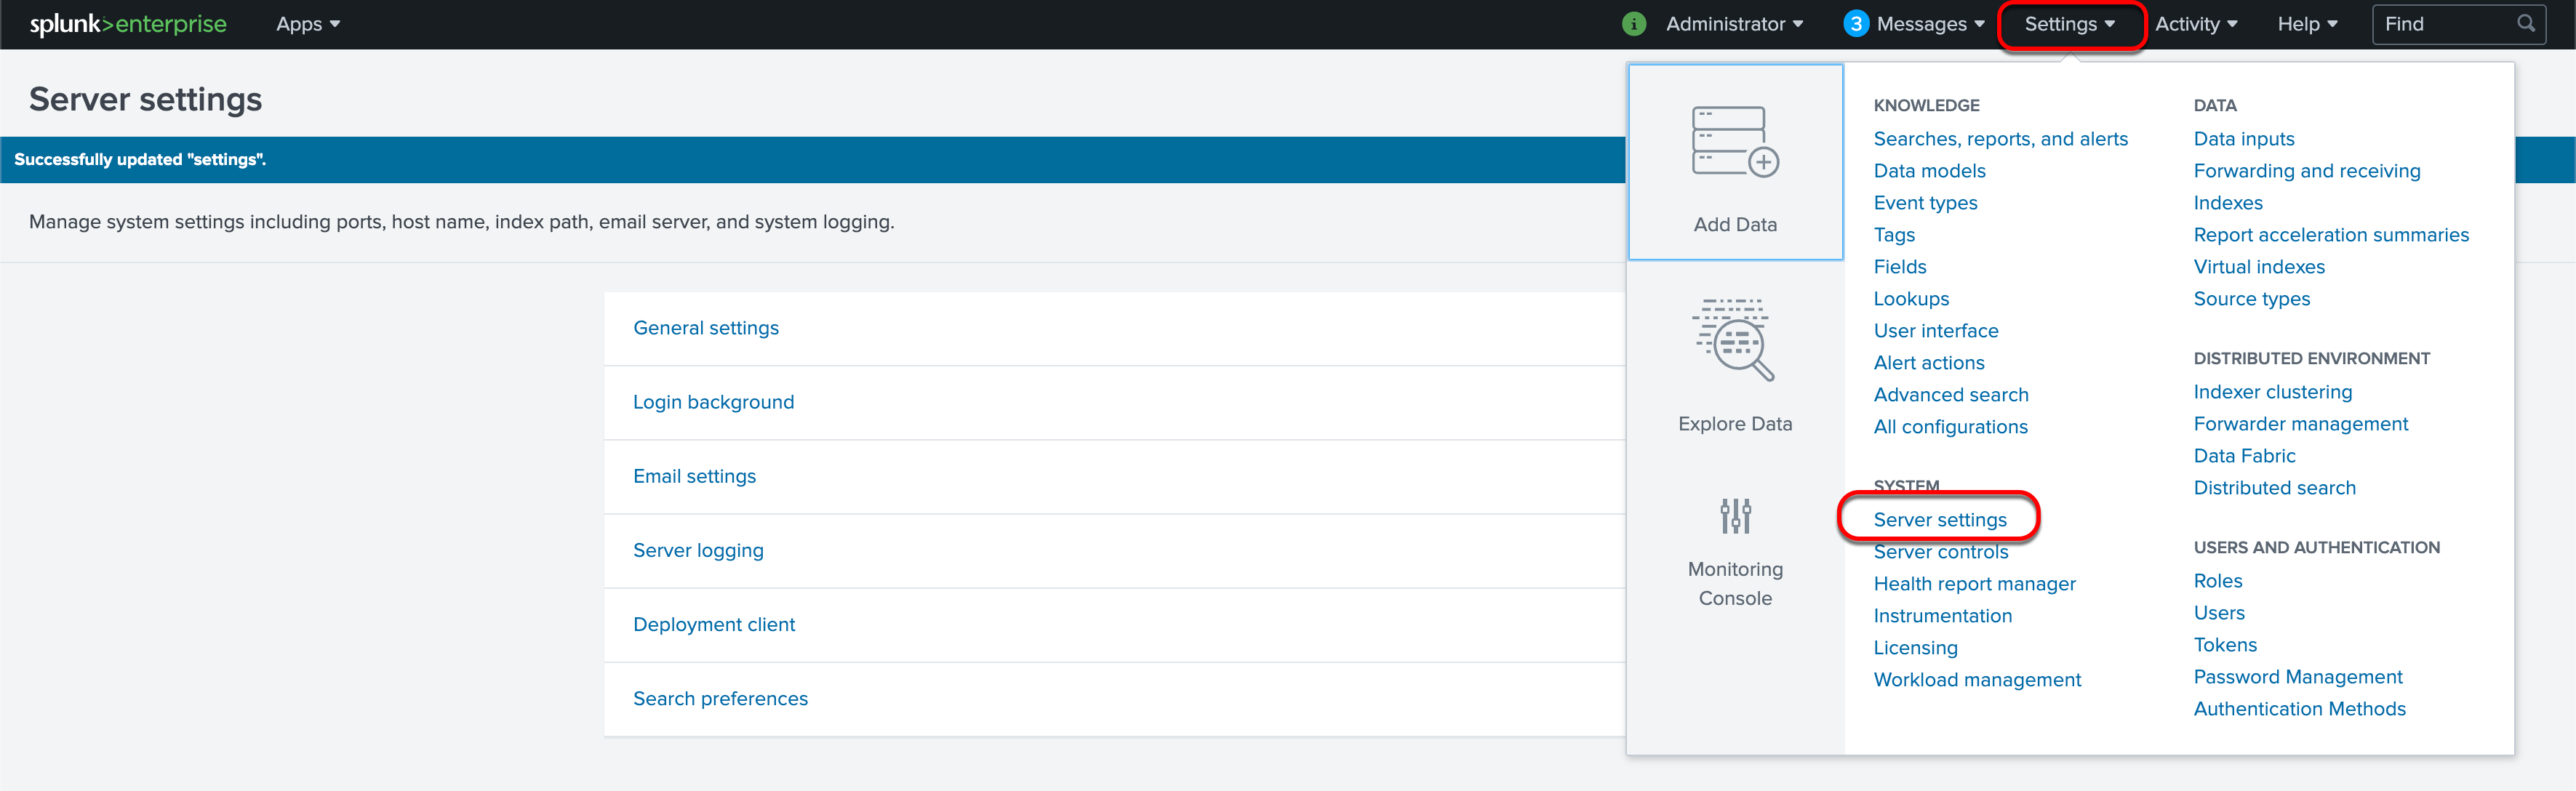 splunk>enterprise Apps Administrator 3 Messages Settings Activity Help Find
Server settings
Successfully updated "settings".
Manage system settings including ports, host name, index path, email server, and system logging.
General settings
Login background
Email settings
Server logging
Deployment client
Search preferences
Add Data
Explore Data
Monitoring
Console
KNOWLEDGE
Searches, reports, and alerts
Data models
Event types
Tags
Fields
Lookups
User interface
Alert actions
Advanced search
All configurations
SYSTEM
Server settings
Server controls
Health report manager
Instrumentation
Licensing
Workload management
DATA
Data inputs
Forwarding and receiving
Indexes
Report acceleration summaries
Virtual indexes
Source types
DISTRIBUTED ENVIRONMENT
Indexer clustering
Forwarder management
Data Fabric
Distributed search
USERS AND AUTHENTICATION
Roles
Users
Tokens
Password Management
Authentication Methods